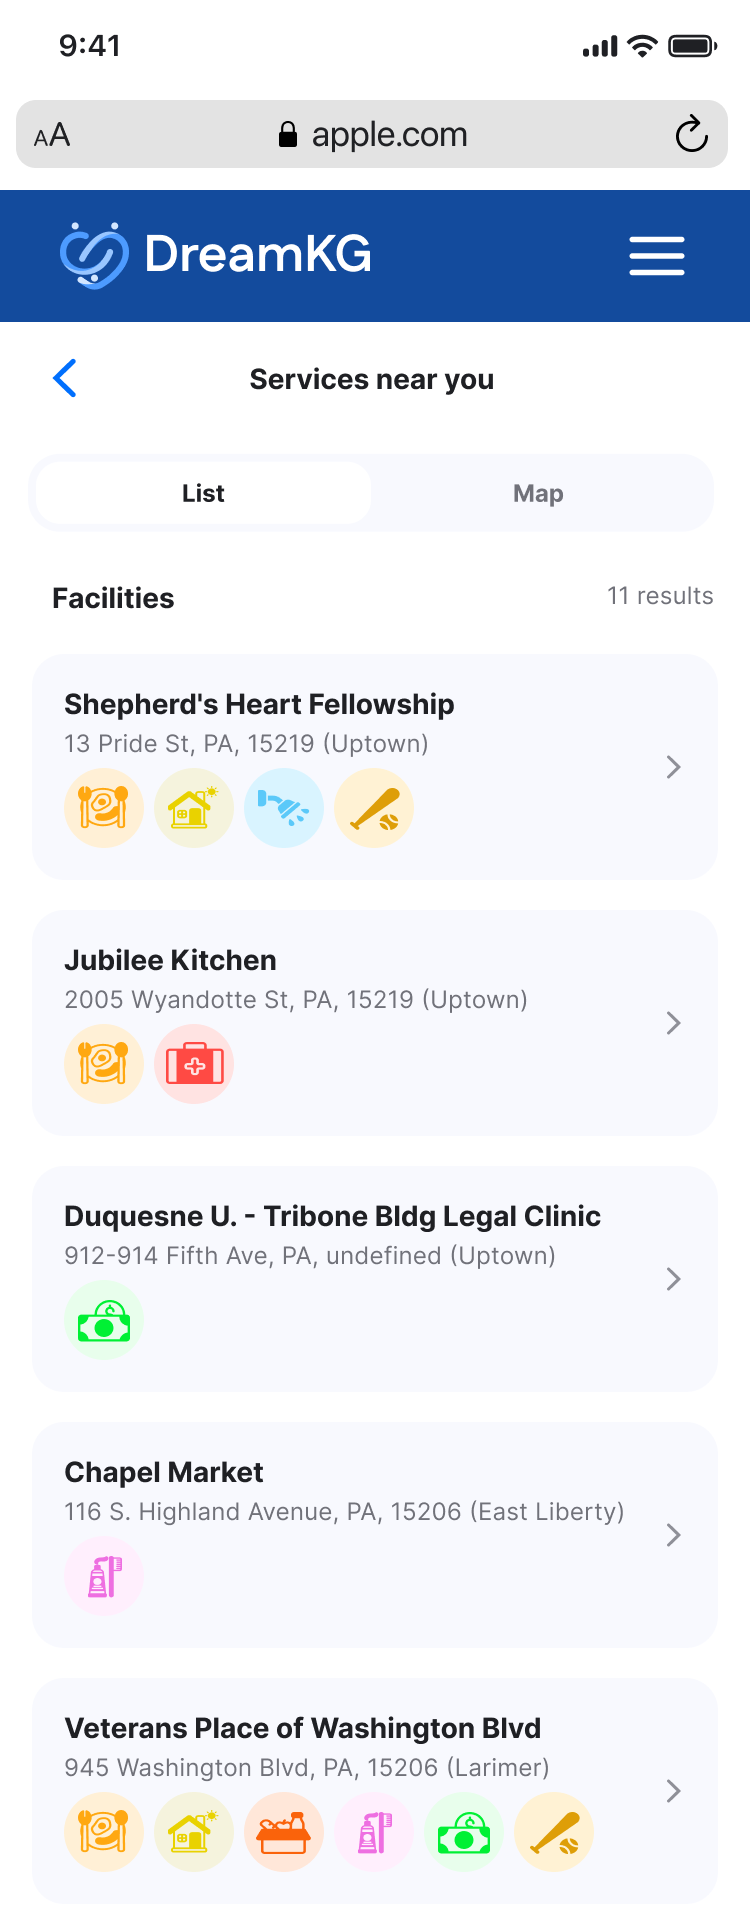 9:41
AA
apple.com
DreamKG
Services near you
List
Map
Facilities
11 results
Shepherd's Heart Fellowship
13 Pride St, PA, 15219 (Uptown)
Jubilee Kitchen
2005 Wyandotte St, PA, 15219 (Uptown)
Duquesne U. - Tribone Bldg Legal Clinic
912-914 Fifth Ave, PA, undefined (Uptown)
Chapel Market
116 S. Highland Avenue, PA, 15206 (East Liberty)
Veterans Place of Washington Blvd
945 Washington Blvd, PA, 15206 (Larimer)